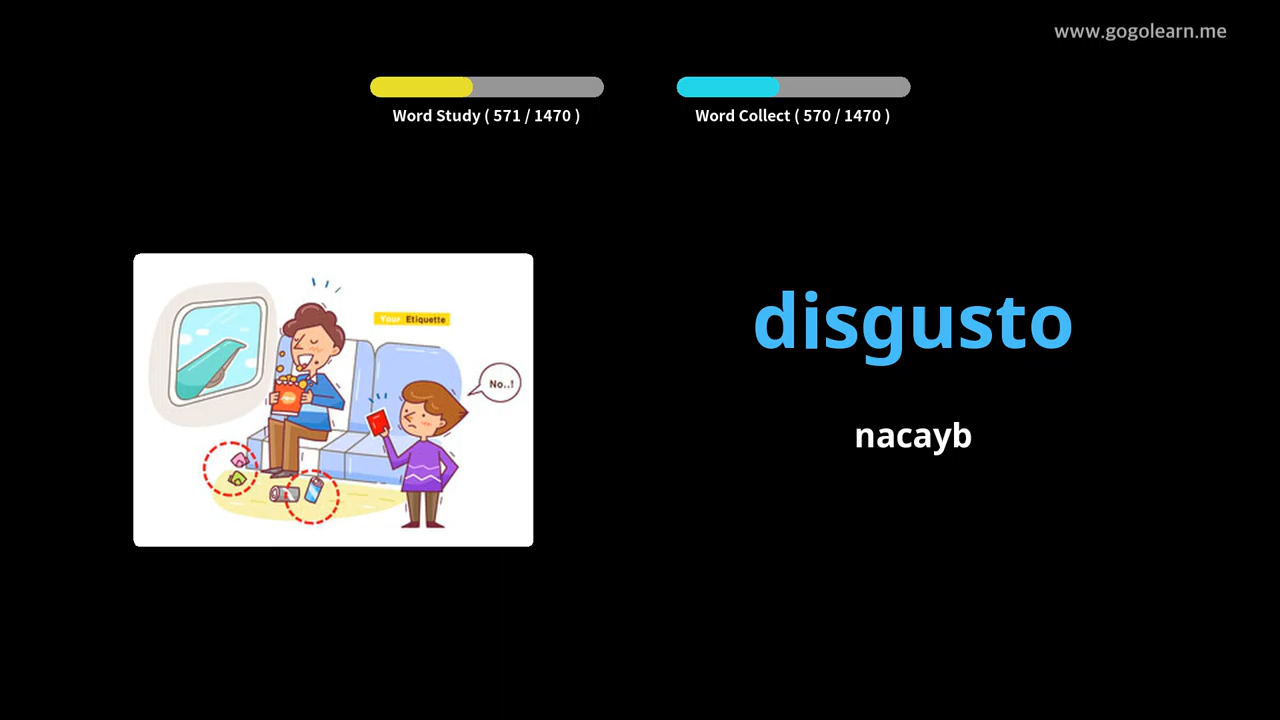 www.gogolearn.me
Word Study ( 571 / 1470 )
Word Collect ( 570 / 1470 )
Your Etiquette
No..!
disgusto
nacayb